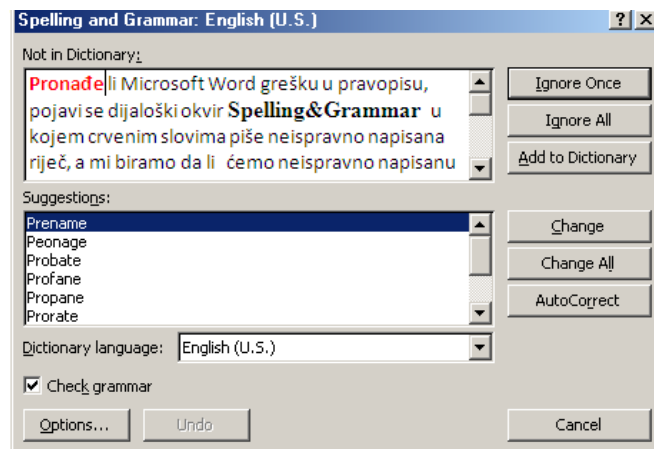 Spelling and Grammar: English (U.S.)
Not in Dictionary:
Pronađe li Microsoft Word grešku u pravopisu,
pojavi se dijaloški okvir Spelling&Grammar u
kojem crvenim slovima piše neispravno napisana
riječ, a mi biramo da li ćemo neispravno napisanu
Ignore Once
Ignore All
Add to Dictionary
Suggestions:
Prename
Peonage
Probate
Profane
Propane
Prorate
Change
Change All
AutoCorrect
Dictionary language: English (U.S.)
Check grammar
Options... Undo Cancel